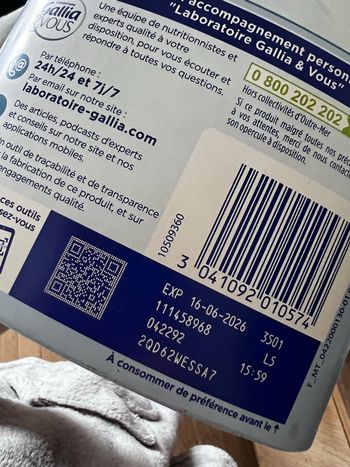 Gallia
& VOUS
Une équipe de nutritionnistes et
experts qualité à votre
disposition, pour vous écouter et
répondre à toutes vos questions.
accompagnement person
"Laboratoire Gallia & Vous"
0 800 202 202
Hors collectivités d'Outre-Mer
Si ce produit malgré toutes nos préc
à vos attentes, merci de nous contac
son opercule à disposition.
Par téléphone :
24h/24 et 7j/7
Par email sur notre site :
laboratoire-gallia.com
Des articles, podcasts d'experts
et conseils sur notre site et nos
applications mobiles.
n outil de traçabilité et de transparence
la fabrication de ce produit, et sur
engagements qualité.
ces outils
sez-vous
10509360
3 041092 010574
EXP 16-06-2026
111458968 3501
042292 L5
2QD62WESSA7 15:59
À consommer de préférence avant le